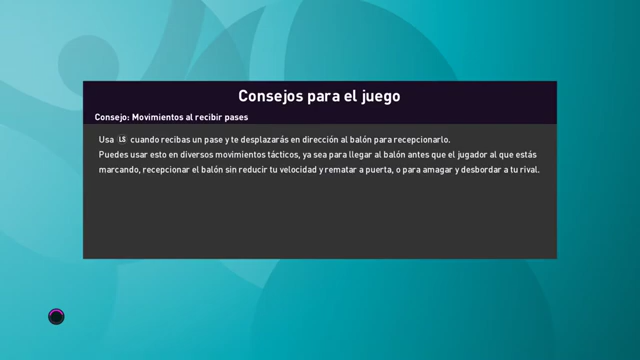 Consejos para el juego
Consejo: Movimientos al recibir pases
Usa LS cuando recibas un pase y te desplazarás en dirección al balón para recepcionarlo.
Puedes usar esto en diversos movimientos tácticos, ya sea para llegar al balón antes que el jugador al que estás
marcando, recepcionar el balón sin reducir tu velocidad y rematar a puerta, o para amagar y desbordar a tu rival.